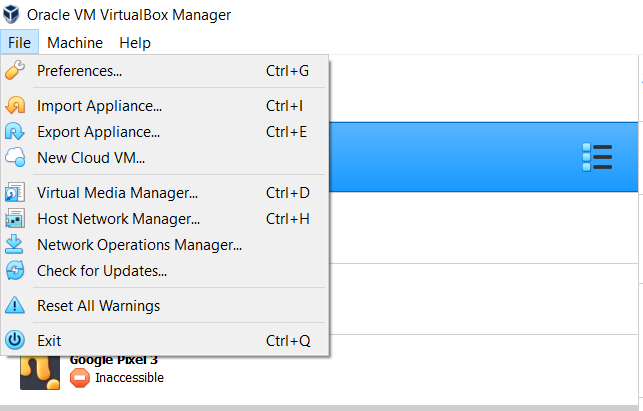 Oracle VM VirtualBox Manager
File Machine Help
Preferences... Ctrl+G
Import Appliance... Ctrl+I
Export Appliance... Ctrl+E
New Cloud VM...
Virtual Media Manager... Ctrl+D
Host Network Manager... Ctrl+H
Network Operations Manager...
Check for Updates...
Reset All Warnings
Exit Ctrl+Q
Google Pixel 3
Inaccessible